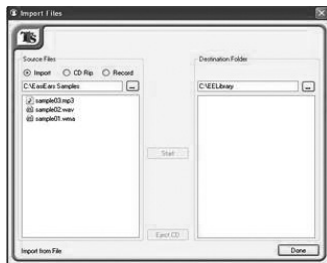 Import Files
Source Files
Import CD Rip Record
C:\EasiEars Samples ...
sample03.mp3
sample02.wav
sample01.wma
Destination Folder
C:\EELibrary ...
Start
Eject CD
Import from File
Done